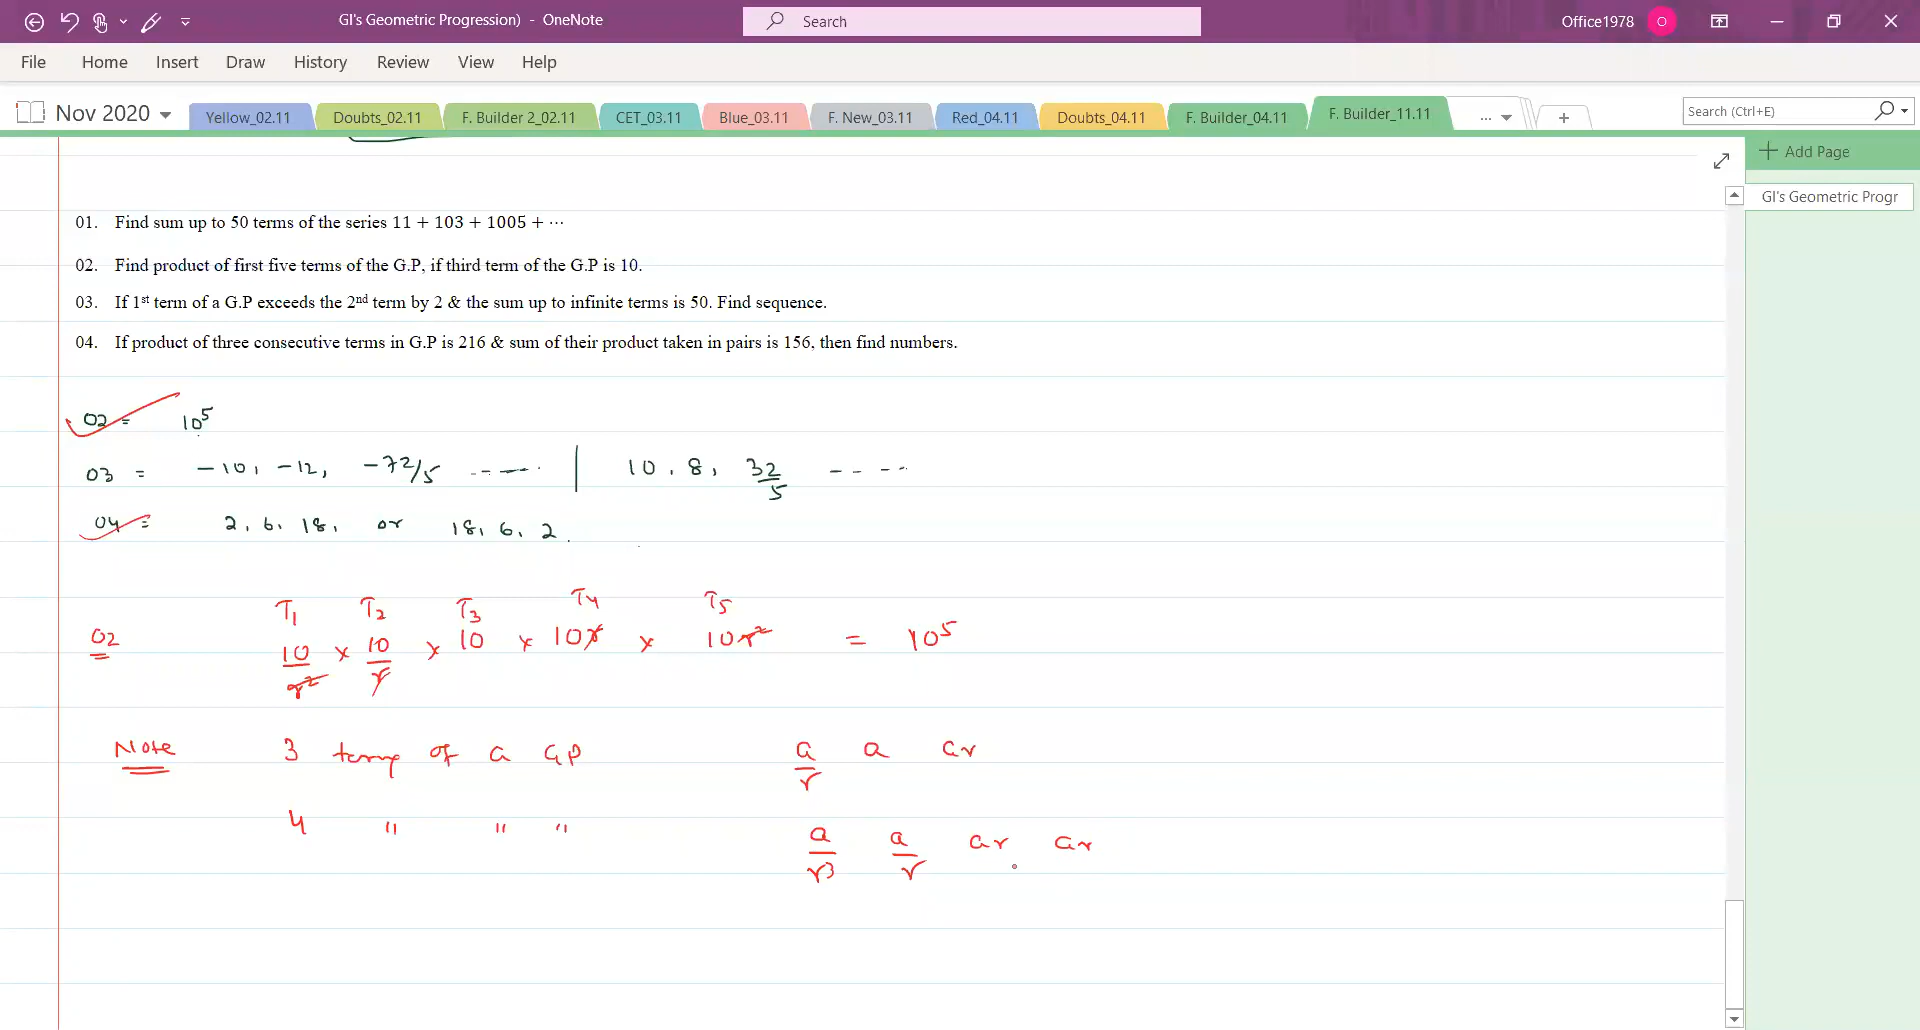 GI's Geometric Progression) - OneNote
Search
Office1978
O
File Home Insert Draw History Review View Help
Nov 2020
Yellow_02.11 Doubts_02.11 F. Builder 2_02.11 CET_03.11 Blue_03.11 F. New_03.11 Red_04.11 Doubts_04.11 F. Builder_04.11 F. Builder_11.11 ... +
Search (Ctrl+E)
+ Add Page
GI's Geometric Progr
01. Find sum up to 50 terms of the series 11 + 103 + 1005 + ⋯
02. Find product of first five terms of the G.P, if third term of the G.P is 10.
03. If 1st term of a G.P exceeds the 2nd term by 2 & the sum up to infinite terms is 50. Find sequence.
04. If product of three consecutive terms in G.P is 216 & sum of their product taken in pairs is 156, then find numbers.
02 = 10^5
03 = -10, -12, -72/5 ------ | 10, 8, 32/5 - - - -
04 = 2, 6, 18, or 18, 6, 2.
T1 T2 T3 T4 T5
02 10/r^2 × 10/r × 10 × 10r × 10r^2 = 10^5
Note 3 terms of a GP a/r a ar
4 " " " a/r^3 a/r ar ar